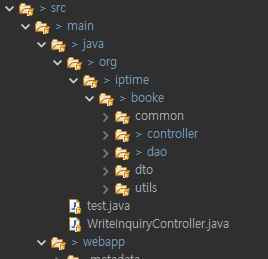 > src
> main
> java
> org
> iptime
> booke
common
> controller
> dao
dto
utils
test.java
WriteInquiryController.java
> webapp